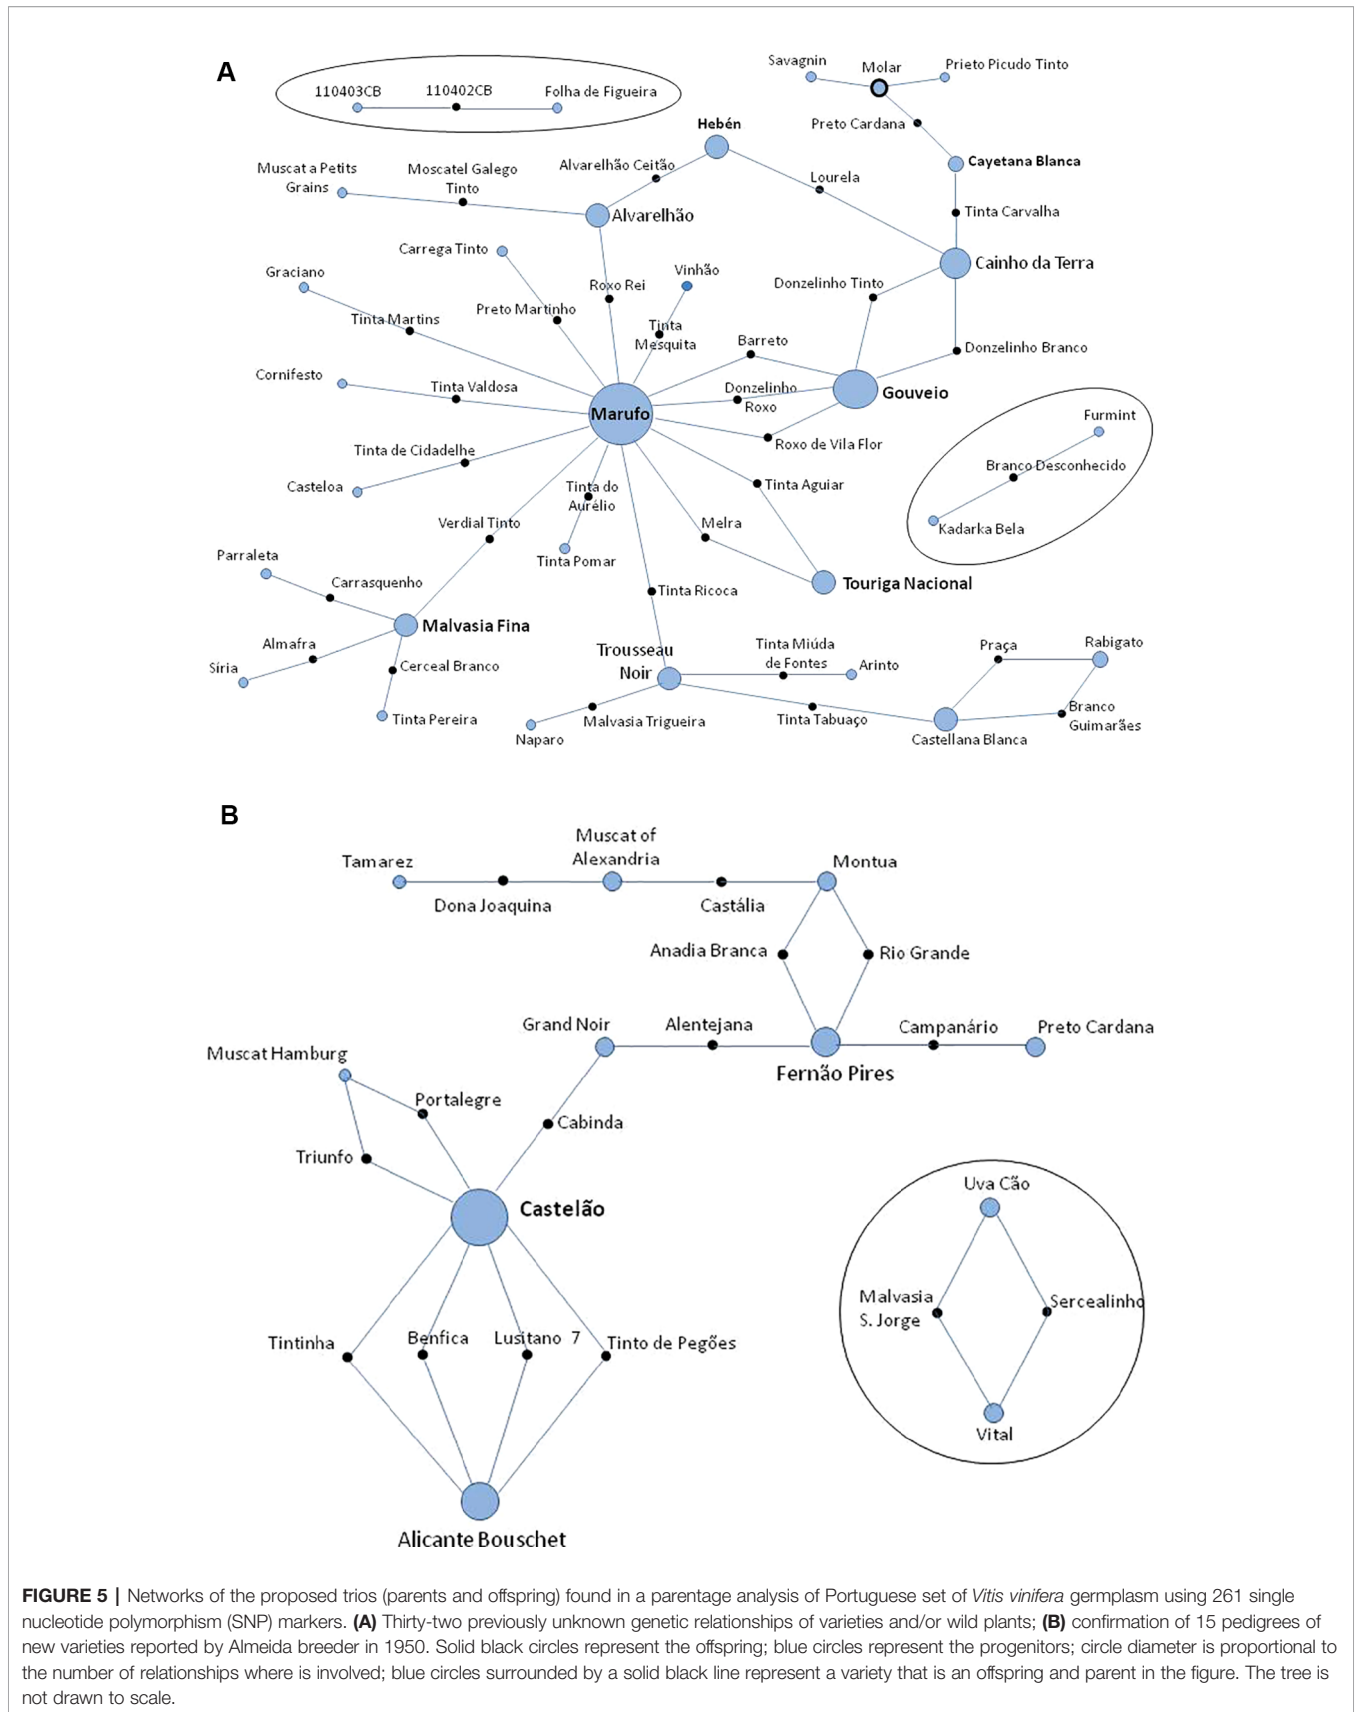 A
110403CB
110402CB
Folha de Figueira
Savagnin
Molar
Prieto Picudo Tinto
Preto Cardana
Hebén
Cayetana Blanca
Muscat a Petits
Grains
Moscatel Galego
Tinto
Alvarelhão Ceitão
Lourela
Alvarelhão
Tinta Carvalha
Carrega Tinto
Cainho da Terra
Graciano
Vinhão
Roxo Rei
Donzelinho Tinto
Preto Martinho
Tinta Martins
Tinta
Mesquita
Barreto
Donzelinho Branco
Cornifesto
Tinta Valdosa
Donzelinho
Roxo
Gouveio
Marufo
Furmint
Roxo de Vila Flor
Tinta de Cidadelhe
Branco Desconhecido
Casteloa
Tinta do
Aurélio
Tinta Aguiar
Verdial Tinto
Melra
Kadarka Bela
Parraleta
Tinta Pomar
Carrasquenho
Tinta Ricoca
Touriga Nacional
Malvasia Fina
Almafra
Síria
Cerceal Branco
Trousseau
Noir
Tinta Miúda
de Fontes
Arinto
Praça
Rabigato
Tinta Pereira
Malvasia Trigueira
Naparo
Tinta Tabuaço
Branco
Guimarães
Castellana Blanca
B
Tamarez
Muscat of
Alexandria
Montua
Dona Joaquina
Castália
Anadia Branca
Rio Grande
Grand Noir
Alentejana
Campanário
Preto Cardana
Fernão Pires
Muscat Hamburg
Portalegre
Cabinda
Triunfo
Castelão
Uva Cão
Malvasia
S. Jorge
Sercealinho
Tintinha
Benfica
Lusitano 7
Tinto de Pegões
Vital
Alicante Bouschet
FIGURE 5 | Networks of the proposed trios (parents and offspring) found in a parentage analysis of Portuguese set of Vitis vinifera germplasm using 261 single
nucleotide polymorphism (SNP) markers. (A) Thirty-two previously unknown genetic relationships of varieties and/or wild plants; (B) confirmation of 15 pedigrees of
new varieties reported by Almeida breeder in 1950. Solid black circles represent the offspring; blue circles represent the progenitors; circle diameter is proportional to
the number of relationships where is involved; blue circles surrounded by a solid black line represent a variety that is an offspring and parent in the figure. The tree is
not drawn to scale.